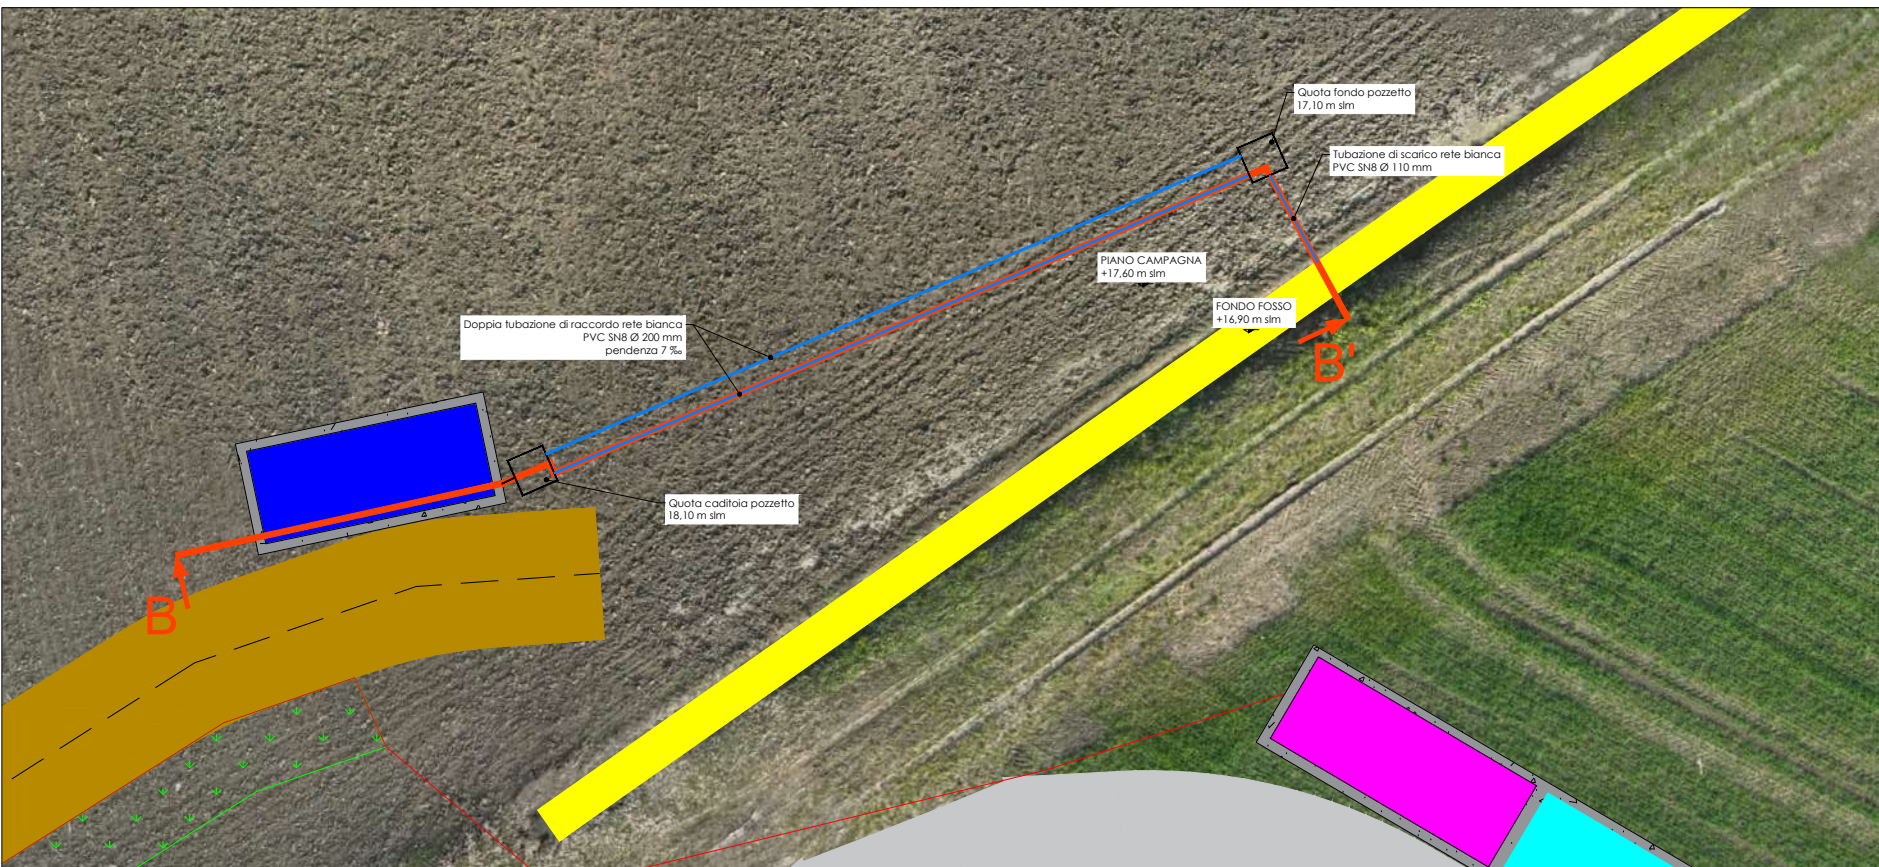 Quota fondo pozzetto
17,10 m slm
Tubazione di scarico rete bianca
PVC SN8 Ø 110 mm
PIANO CAMPAGNA
+17,60 m slm
FONDO FOSSO
+16,90 m slm
Doppia tubazione di raccordo rete bianca
PVC SN8 Ø 200 mm
pendenza 7 ‰
B'
Quota caditoia pozzetto
18,10 m slm
B